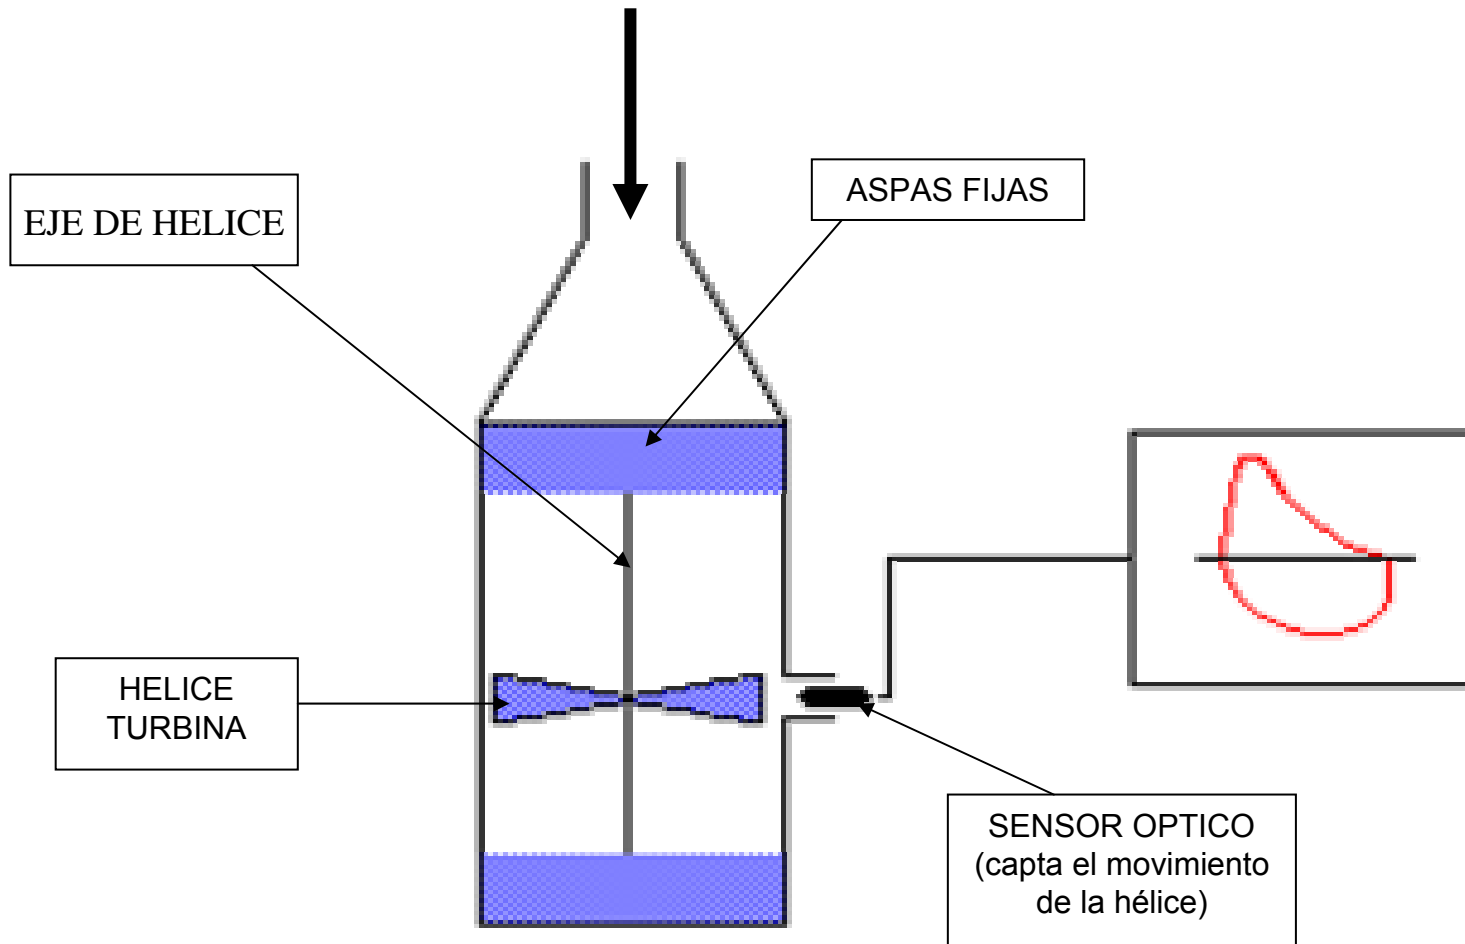 ASPAS FIJAS
EJE DE HELICE
HELICE
TURBINA
SENSOR OPTICO
(capta el movimiento
de la hélice)